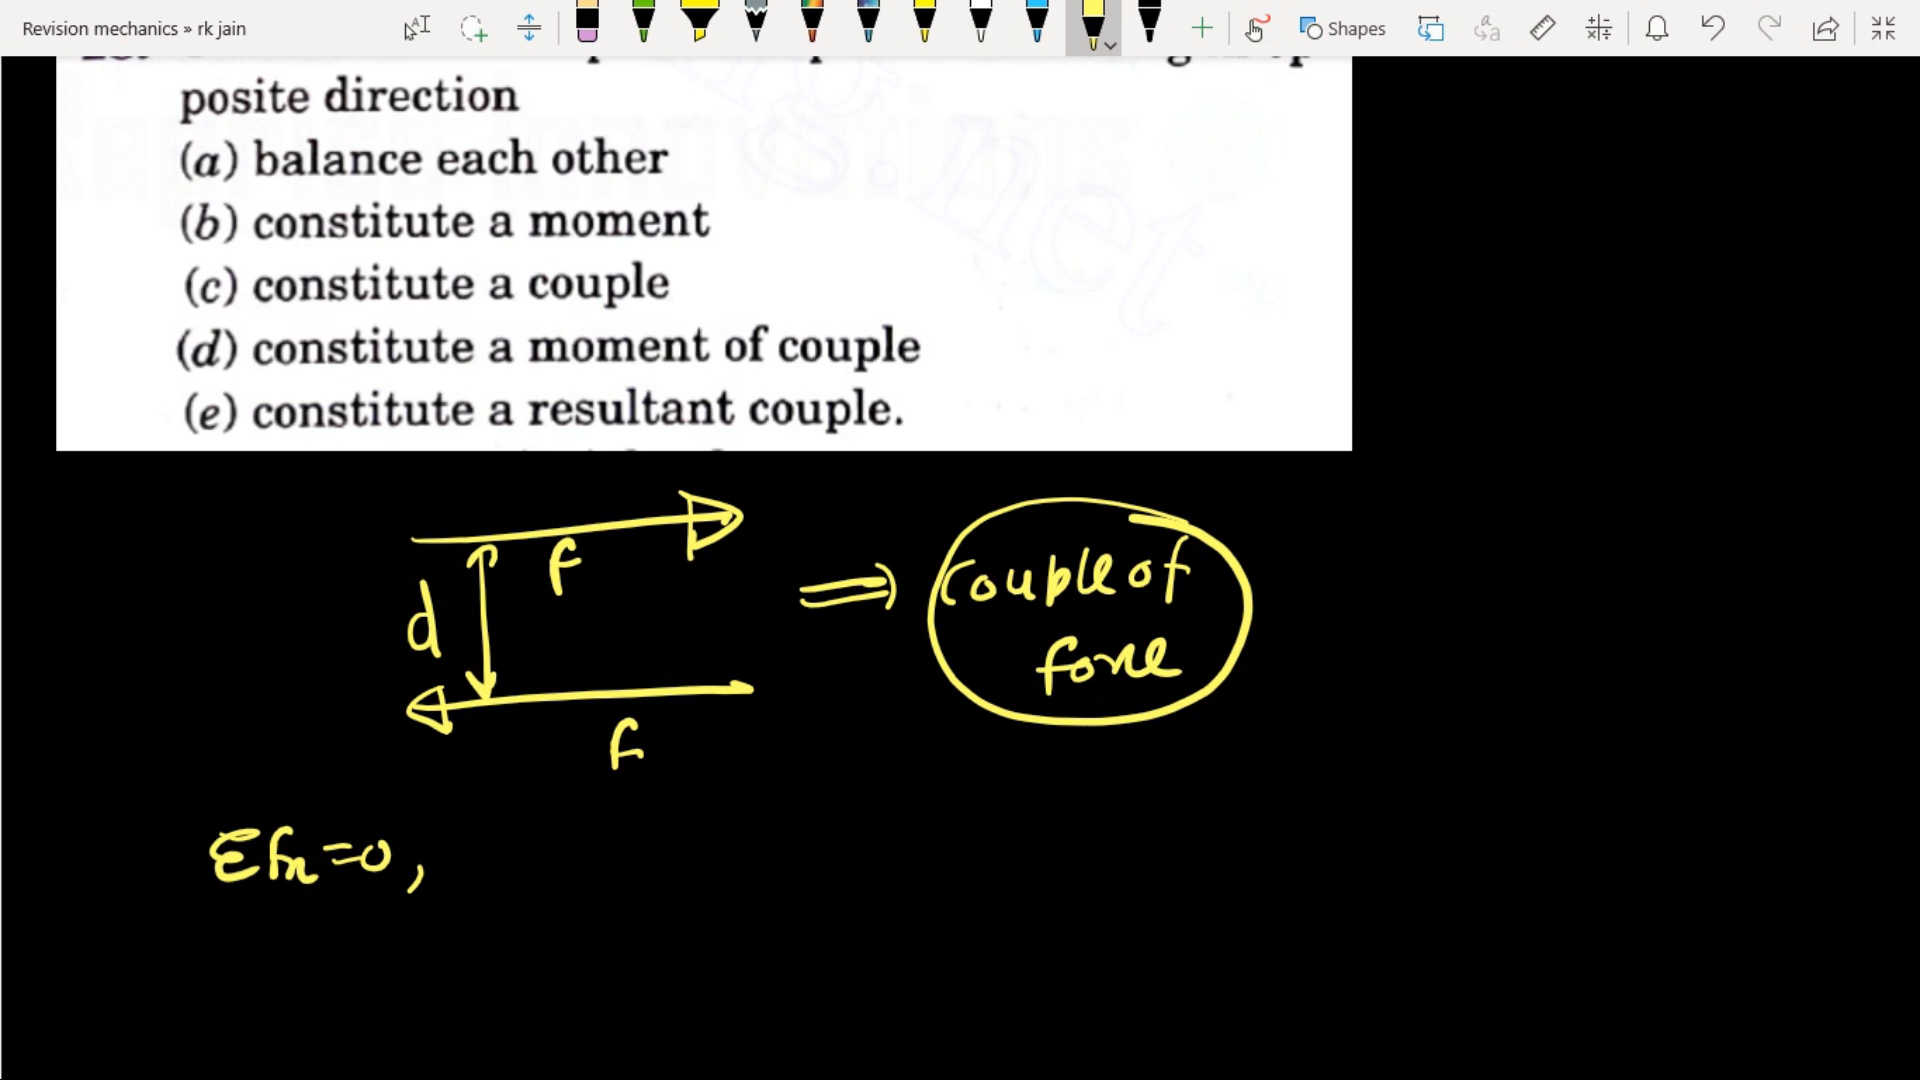 Revision mechanics » rk jain
Shapes
posite direction
(a) balance each other
(b) constitute a moment
(c) constitute a couple
(d) constitute a moment of couple
(e) constitute a resultant couple.
F
d
F
⇒ Couple of
force
Σfx=0,